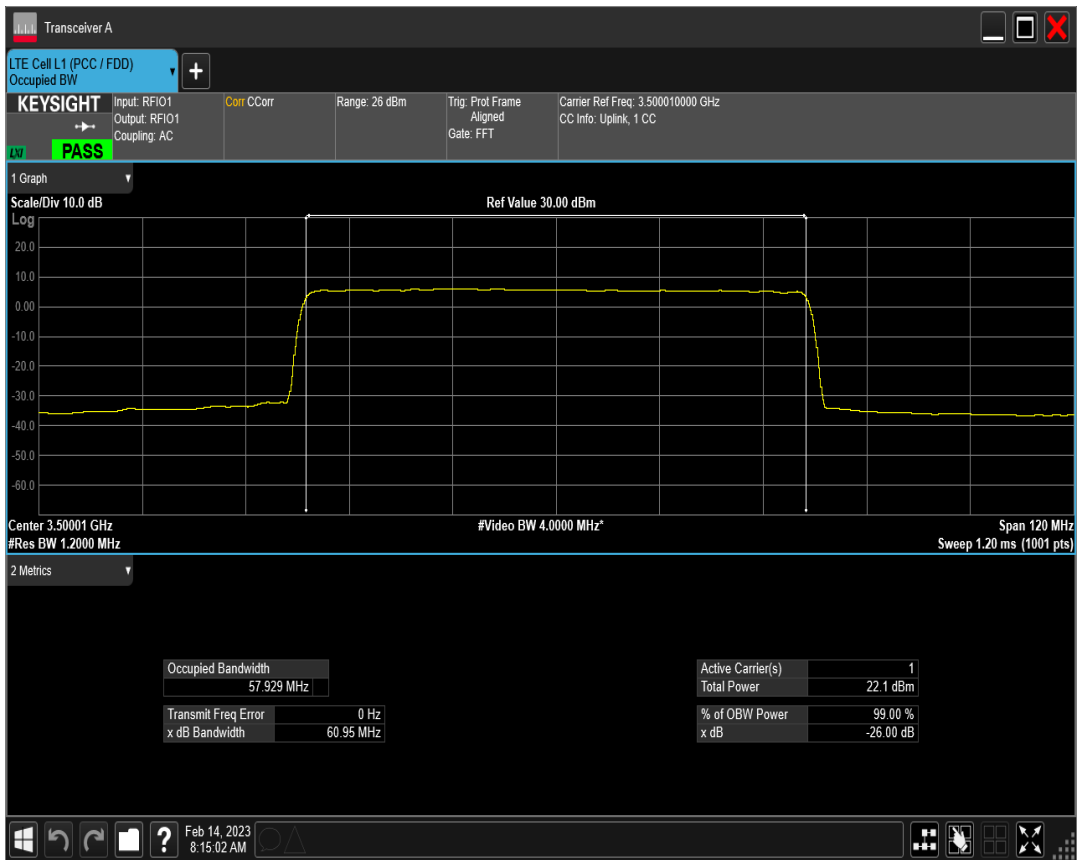 Transceiver A
LTE Cell L1 (PCC / FDD)
Occupied BW
KEYSIGHT
LXI
PASS
Input: RFIO1
Output: RFIO1
Coupling: AC
Corr CCorr
Range: 26 dBm
Trig: Prot Frame
Aligned
Gate: FFT
Carrier Ref Freq: 3.500010000 GHz
CC Info: Uplink, 1 CC
1 Graph
Scale/Div 10.0 dB
Ref Value 30.00 dBm
Log
20.0
10.0
0.00
-10.0
-20.0
-30.0
-40.0
-50.0
-60.0
Center 3.50001 GHz
#Video BW 4.0000 MHz*
Span 120 MHz
#Res BW 1.2000 MHz
Sweep 1.20 ms (1001 pts)
2 Metrics
Occupied Bandwidth
57.929 MHz
Transmit Freq Error 0 Hz
x dB Bandwidth 60.95 MHz
Active Carrier(s) 1
Total Power 22.1 dBm
% of OBW Power 99.00 %
x dB -26.00 dB
?
Feb 14, 2023
8:15:02 AM